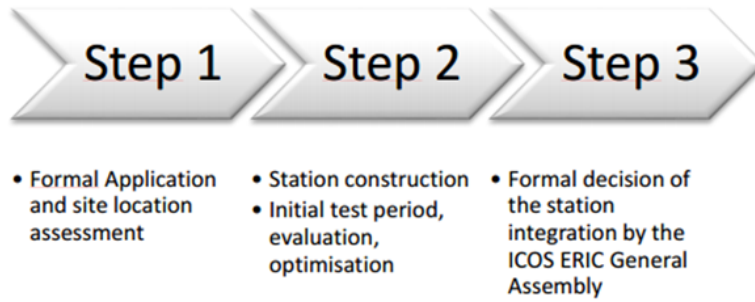 Step 1
Step 2
Step 3
• Formal Application
and site location
assessment
• Station construction
• Initial test period,
evaluation,
optimisation
• Formal decision of
the station
integration by the
ICOS ERIC General
Assembly